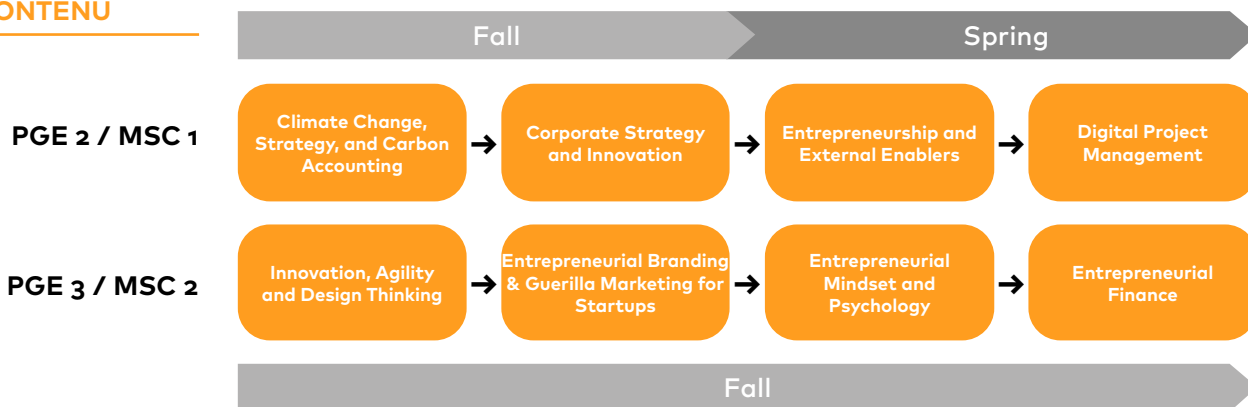 ONTENU
Fall
Spring
PGE 2 / MSC 1
Climate Change,
Strategy, and Carbon
Accounting
Corporate Strategy
and Innovation
Entrepreneurship and
External Enablers
Digital Project
Management
PGE 3 / MSC 2
Innovation, Agility
and Design Thinking
Entrepreneurial Branding
& Guerilla Marketing for
Startups
Entrepreneurial
Mindset and
Psychology
Entrepreneurial
Finance
Fall